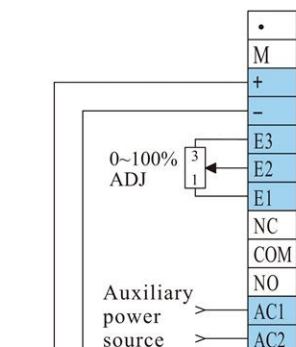 •
M
+
−
E3
0~100% 3 E2
ADJ 1 E1
NC
COM
NO
Auxiliary
power AC1
source AC2